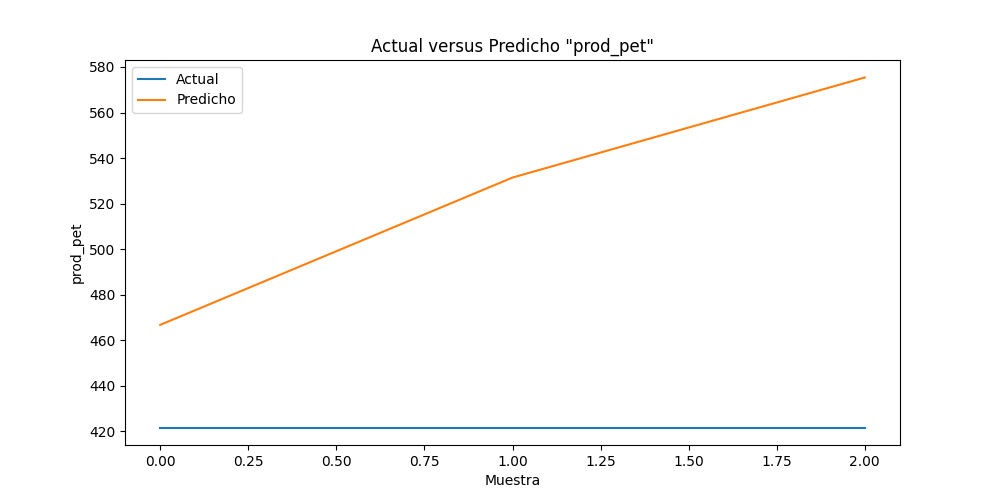 Actual versus Predicho "prod_pet"
Actual
Predicho
580
560
540
520
500
480
460
440
420
prod_pet
0.00 0.25 0.50 0.75 1.00 1.25 1.50 1.75 2.00
Muestra